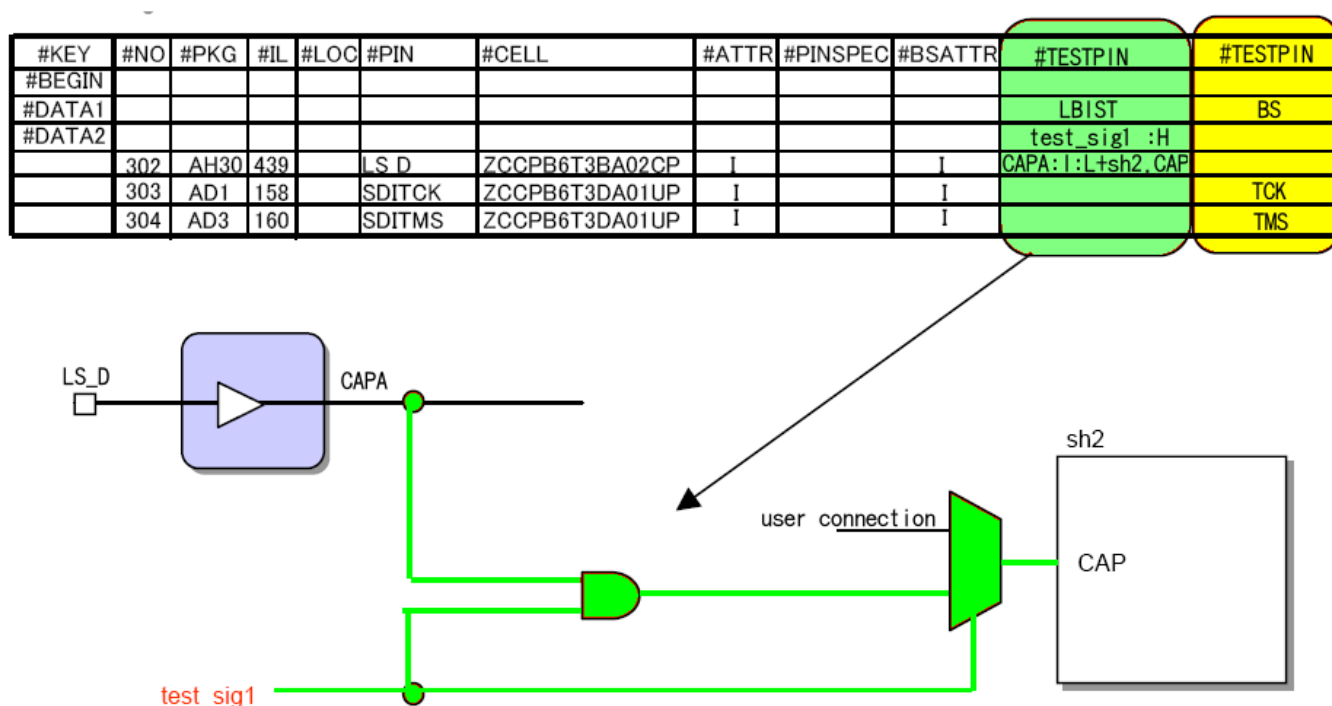 #KEY #NO #PKG #IL #LOC #PIN #CELL #ATTR #PINSPEC #BSATTR #TESTPIN #TESTPIN
#BEGIN
#DATA1 LBIST BS
#DATA2 test_sig1 :H
302 AH30 439 LS_D ZCCPB6T3BA02CP I I CAPA:I:L+sh2.CAP
303 AD1 158 SDITCK ZCCPB6T3DA01UP I I TCK
304 AD3 160 SDITMS ZCCPB6T3DA01UP I I TMS
LS_D
CAPA
sh2
user connection
CAP
test_sig1